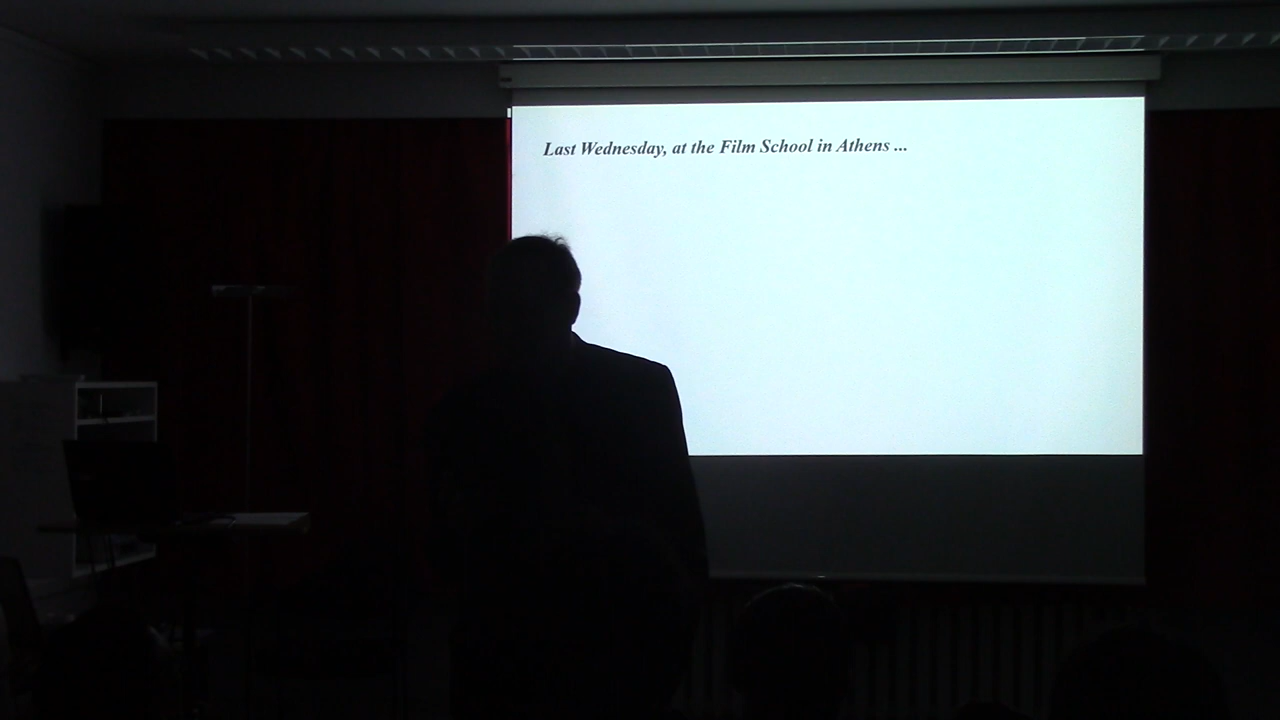 Last Wednesday, at the Film School in Athens ...